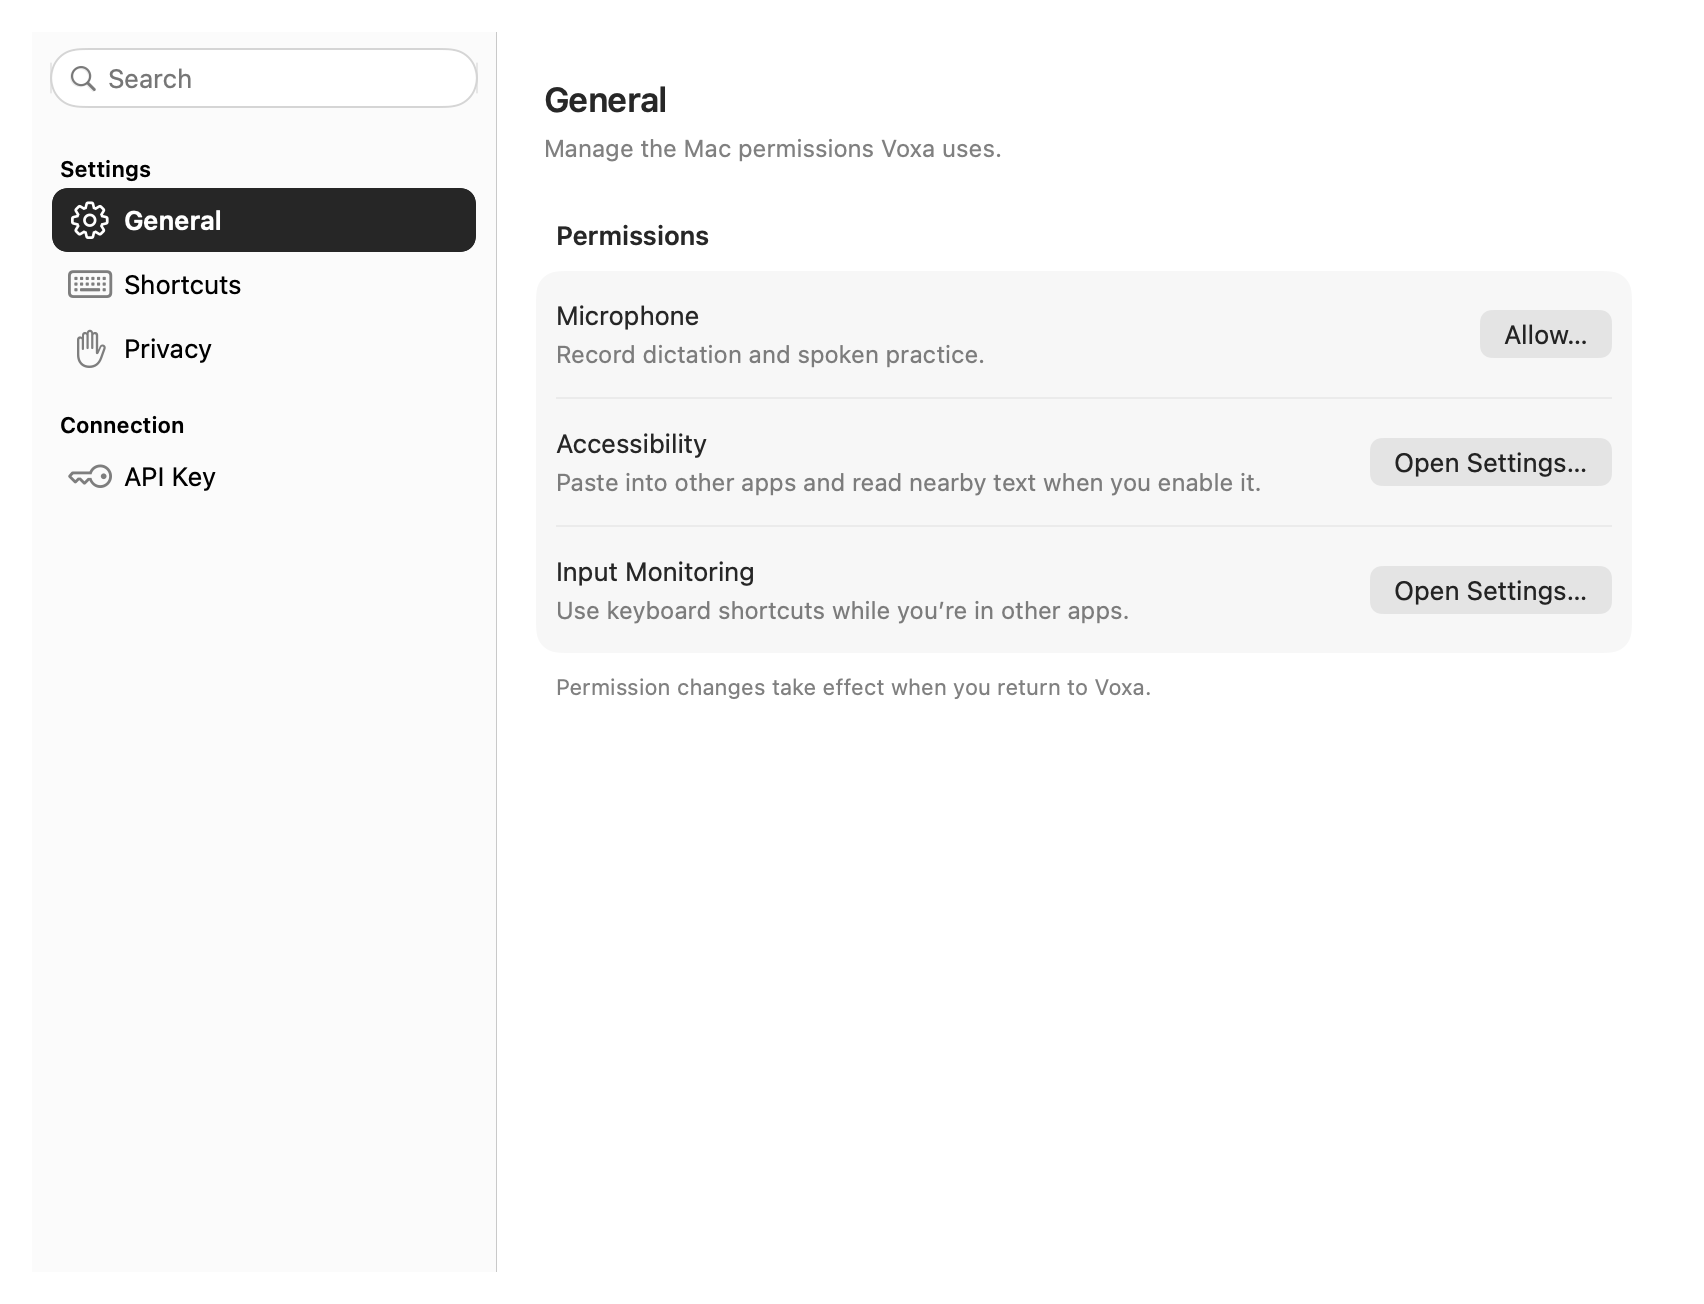 Search
Settings
General
Shortcuts
Privacy
Connection
API Key
General
Manage the Mac permissions Voxa uses.
Permissions
Microphone
Record dictation and spoken practice.
Allow...
Accessibility
Paste into other apps and read nearby text when you enable it.
Open Settings...
Input Monitoring
Use keyboard shortcuts while you’re in other apps.
Open Settings...
Permission changes take effect when you return to Voxa.